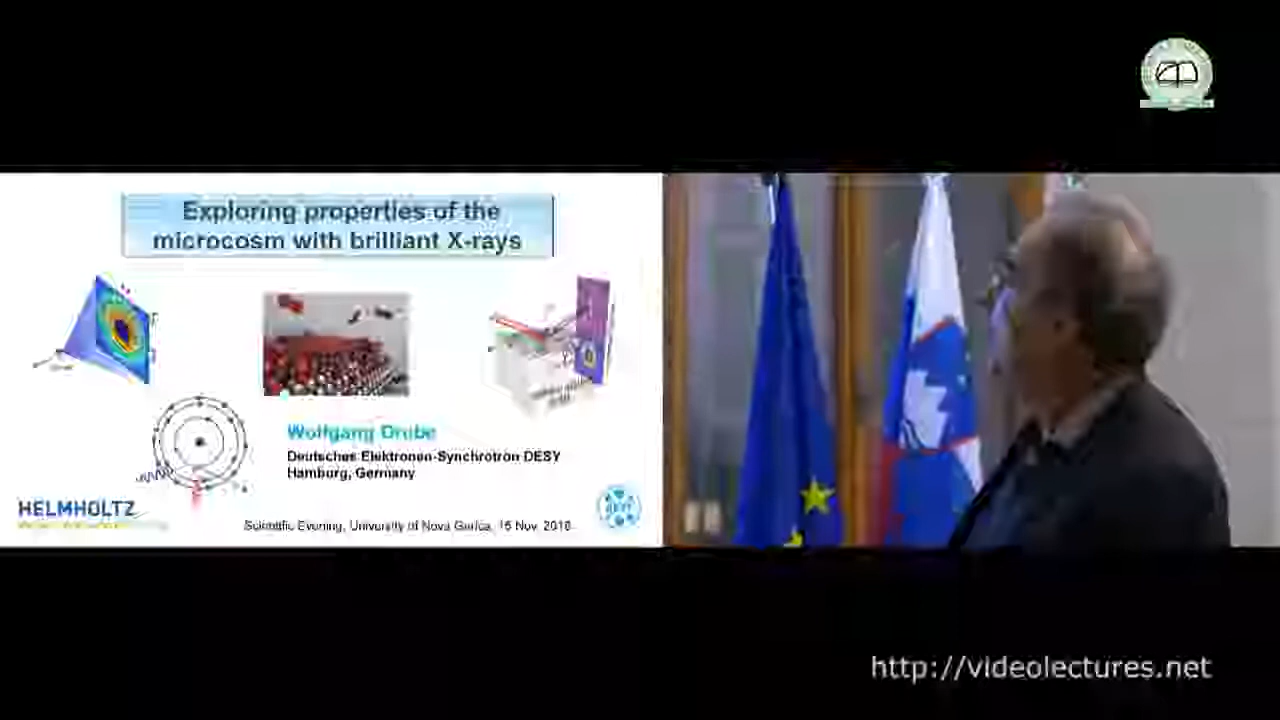 Exploring properties of the
microcosm with brilliant X-rays
Wolfgang Drube
Deutsches Elektronen-Synchrotron DESY
Hamburg, Germany
HELMHOLTZ
DESY
Scientific Evening, University of Nova Gorica, 15 Nov. 2018
http://videolectures.net